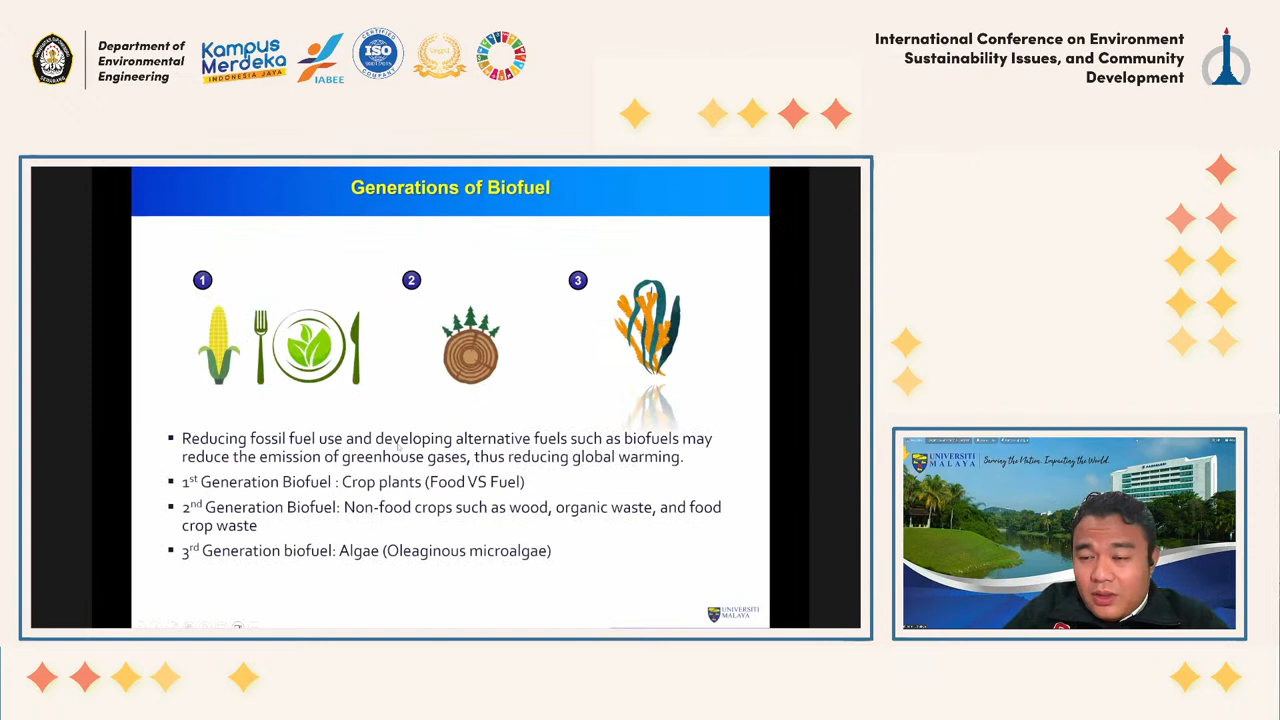 Department of
Environmental
Engineering
Kampus
Merdeka
INDONESIA JAYA
IABEE
CERTIFIED
ISO
COMPANY
International Conference on Environment
Sustainability Issues, and Community
Development
Generations of Biofuel
1
2
3
▪ Reducing fossil fuel use and developing alternative fuels such as biofuels may
reduce the emission of greenhouse gases, thus reducing global warming.
▪ 1st Generation Biofuel : Crop plants (Food VS Fuel)
▪ 2nd Generation Biofuel: Non-food crops such as wood, organic waste, and food
crop waste
▪ 3rd Generation biofuel: Algae (Oleaginous microalgae)
UNIVERSITI
MALAYA
UNIVERSITI
MALAYA
Serving the Nation. Impacting the World.